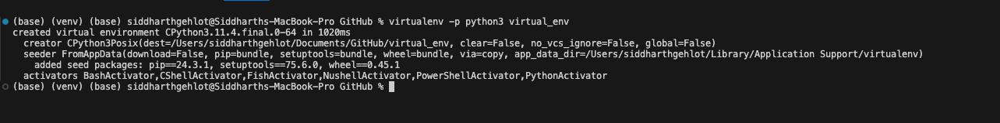 (base) (venv) (base) siddharthgehlot@Siddharths-MacBook-Pro GitHub % virtualenv -p python3 virtual_env
created virtual environment CPython3.11.4.final.0-64 in 1020ms
  creator CPython3Posix(dest=/Users/siddharthgehlot/Documents/GitHub/virtual_env, clear=False, no_vcs_ignore=False, global=False)
  seeder FromAppData(download=False, pip=bundle, setuptools=bundle, wheel=bundle, via=copy, app_data_dir=/Users/siddharthgehlot/Library/Application Support/virtualenv)
    added seed packages: pip==24.3.1, setuptools==75.6.0, wheel==0.45.1
  activators BashActivator,CShellActivator,FishActivator,NushellActivator,PowerShellActivator,PythonActivator
(base) (venv) (base) siddharthgehlot@Siddharths-MacBook-Pro GitHub %